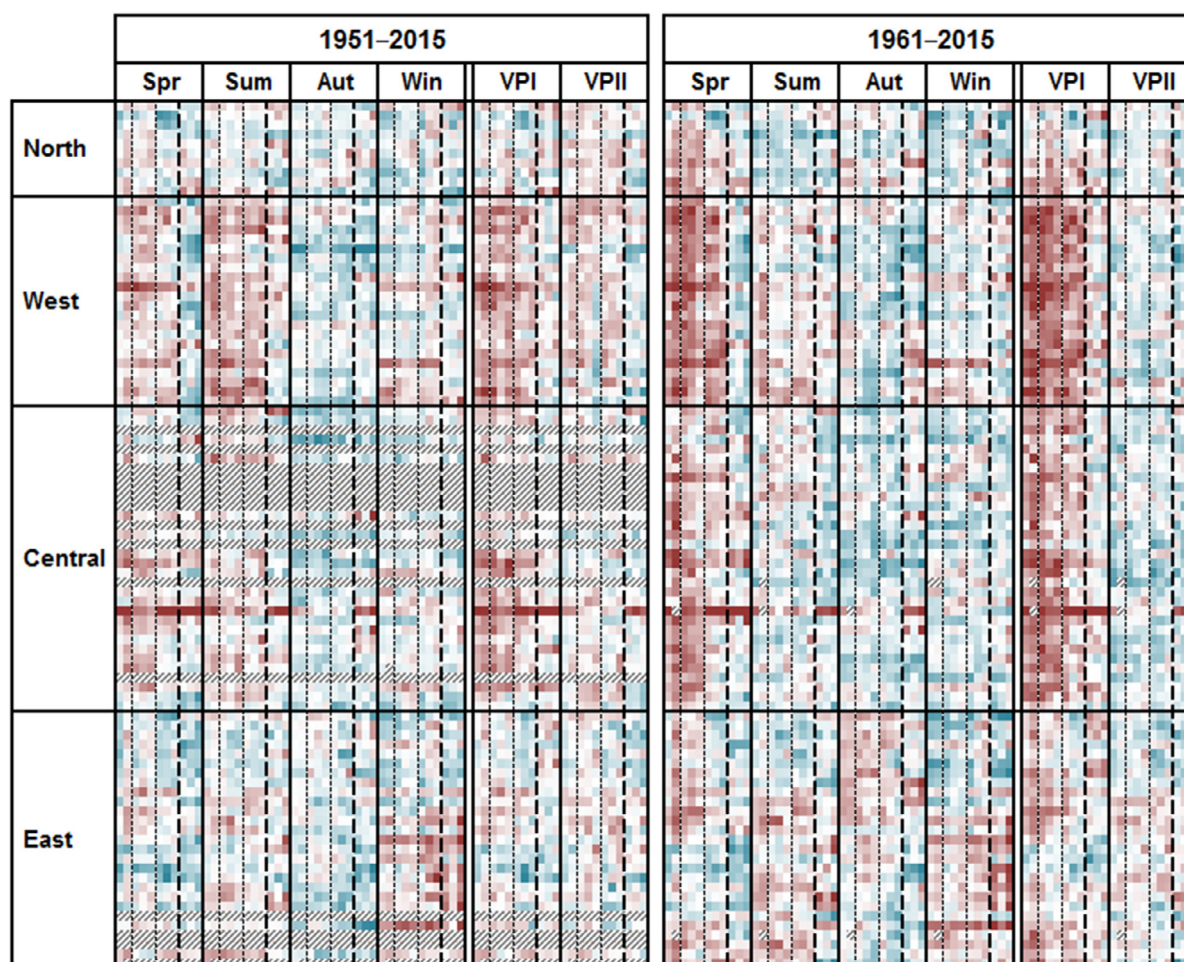 1951–2015 1961–2015
Spr Sum Aut Win VPI VPII Spr Sum Aut Win VPI VPII
North
West
Central
East